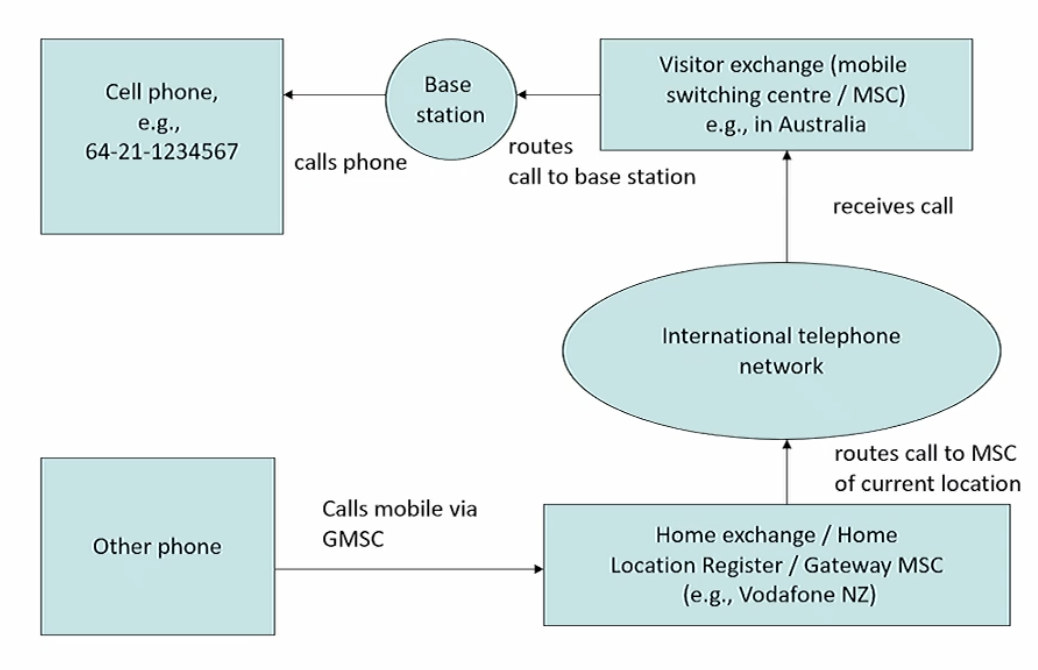 Cell phone,
e.g.,
64-21-1234567
Base
station
Visitor exchange (mobile
switching centre / MSC)
e.g., in Australia
calls phone
routes
call to base station
receives call
International telephone
network
routes call to MSC
of current location
Other phone
Calls mobile via
GMSC
Home exchange / Home
Location Register / Gateway MSC
(e.g., Vodafone NZ)